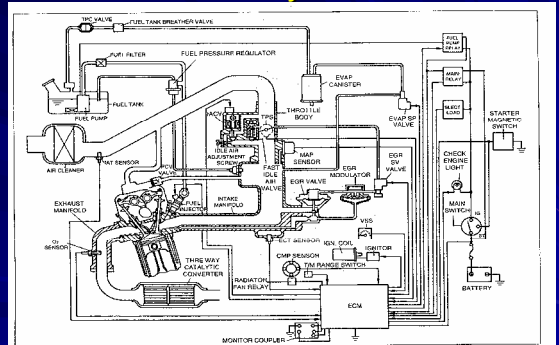 TPC VALVE
FUEL TANK BREATHER VALVE
FUEL FILTER
FUEL PRESSURE REGULATOR
FUEL
PUMP
RELAY
EVAP
CANISTER
MAIN
RELAY
FUEL TANK
FUEL PUMP
IACV
TPS
THROTTLE
BODY
EVAP SP
VALVE
ELECT
LOAD
STARTER
MAGNETIC
SWITCH
IDLE AIR
ADJUSTMENT
SCREW
FAST
IDLE
AIR
VALVE
MAP
SENSOR
EGR
SV
VALVE
CHECK
ENGINE
LIGHT
AIR CLEANER
IAT SENSOR
PCV
VALVE
EGR VALVE
EGR
MODULATOR
EXHAUST
MANIFOLD
FUEL
INJECTOR
INTAKE
MANIFOLD
MAIN
SWITCH
IG
VSS
O2
SENSOR
ECT SENSOR
IGN. COIL
IGNITOR
CMP SENSOR
T/M RANGE SWITCH
THREE WAY
CATALYTIC
CONVERTER
RADIATOR
FAN RELAY
ECM
BATTERY
MONITOR COUPLER